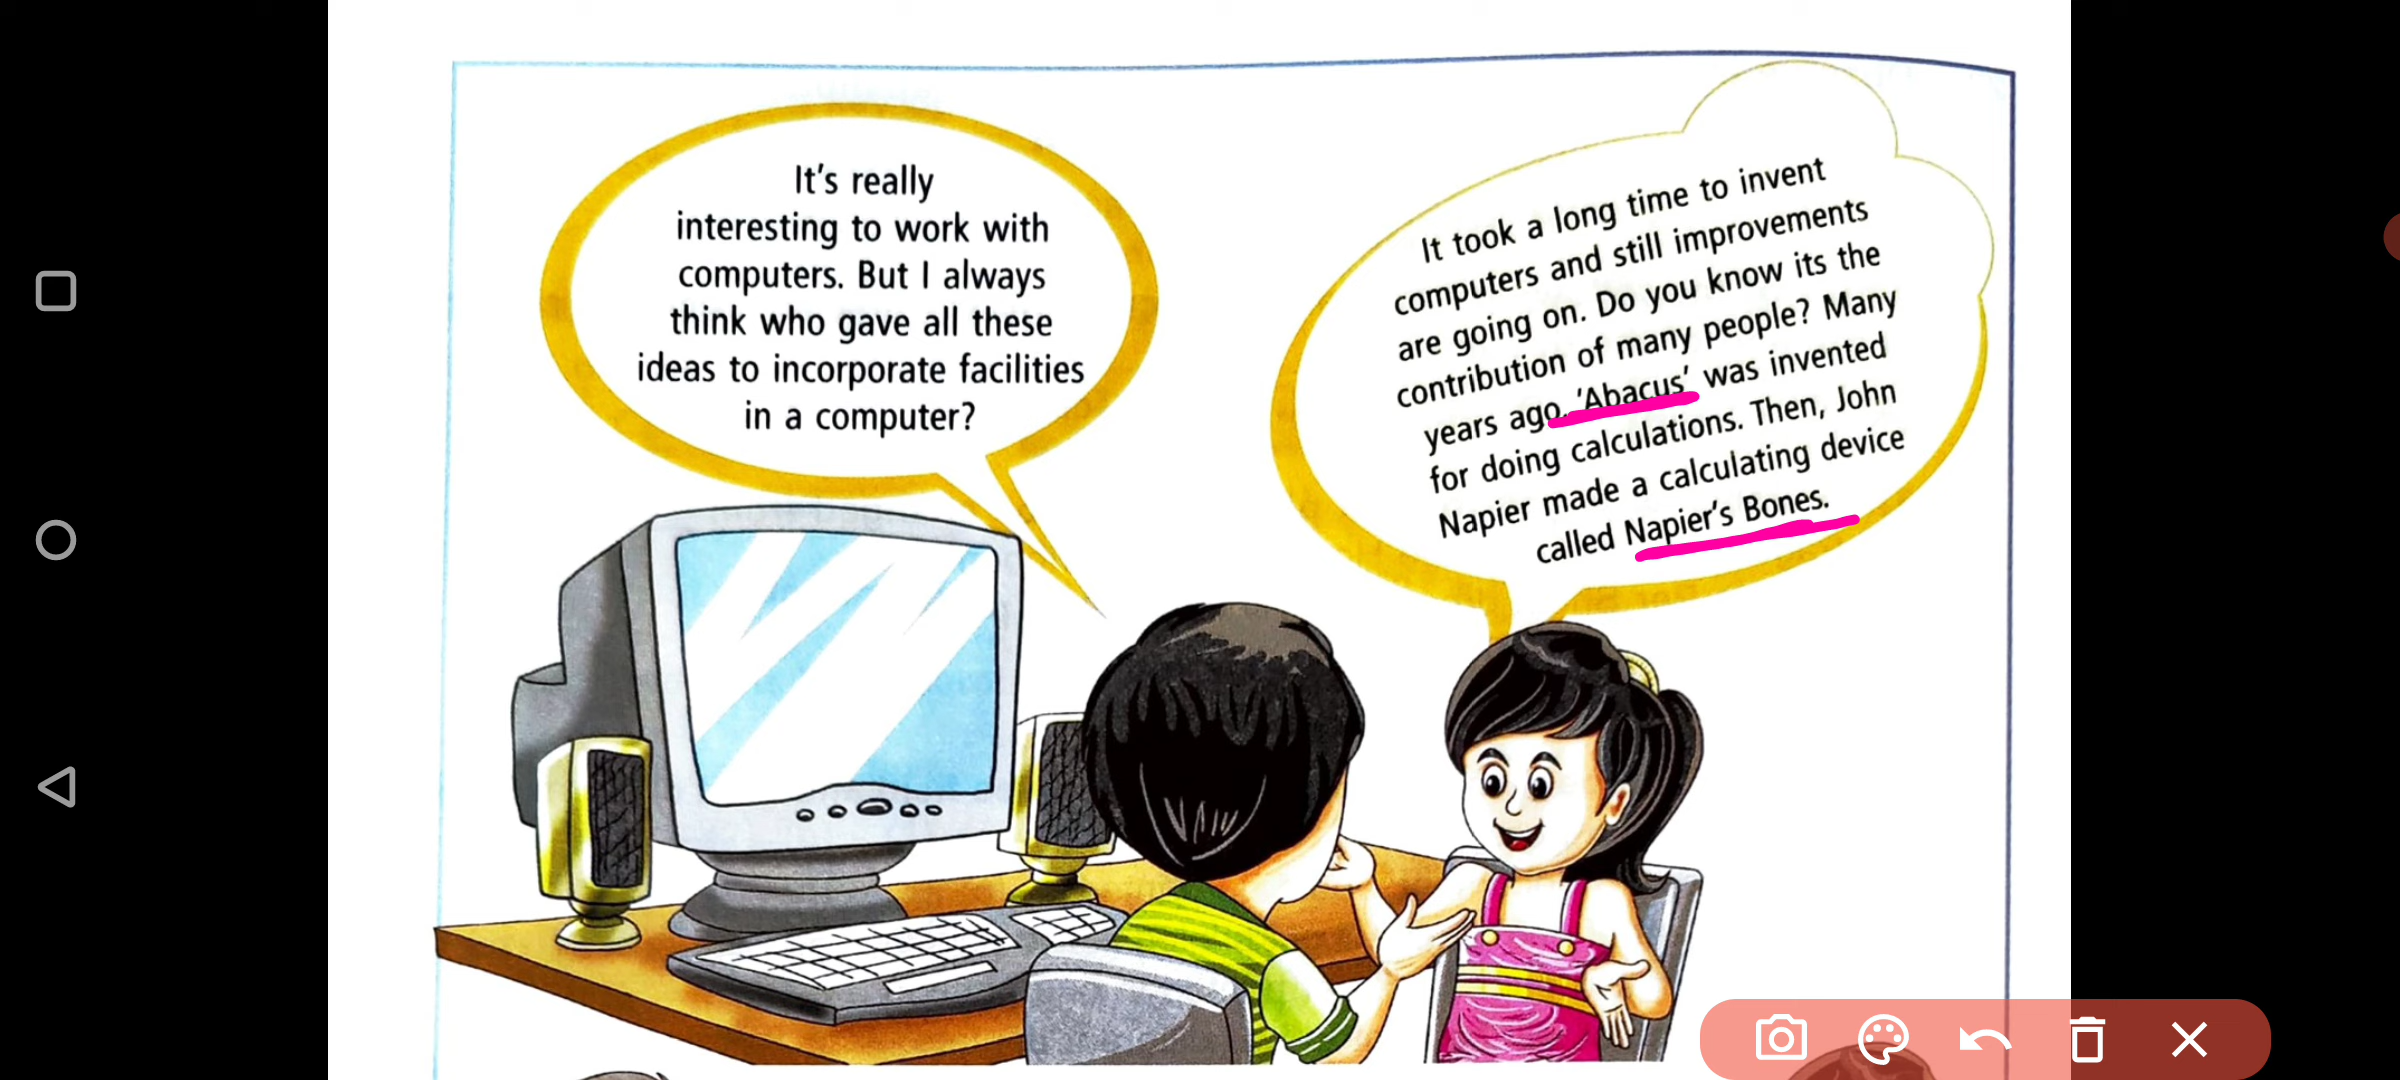 It's really
interesting to work with
computers. But I always
think who gave all these
ideas to incorporate facilities
in a computer?
It took a long time to invent
computers and still improvements
are going on. Do you know its the
contribution of many people? Many
years ago, 'Abacus' was invented
for doing calculations. Then, John
Napier made a calculating device
called Napier's Bones.